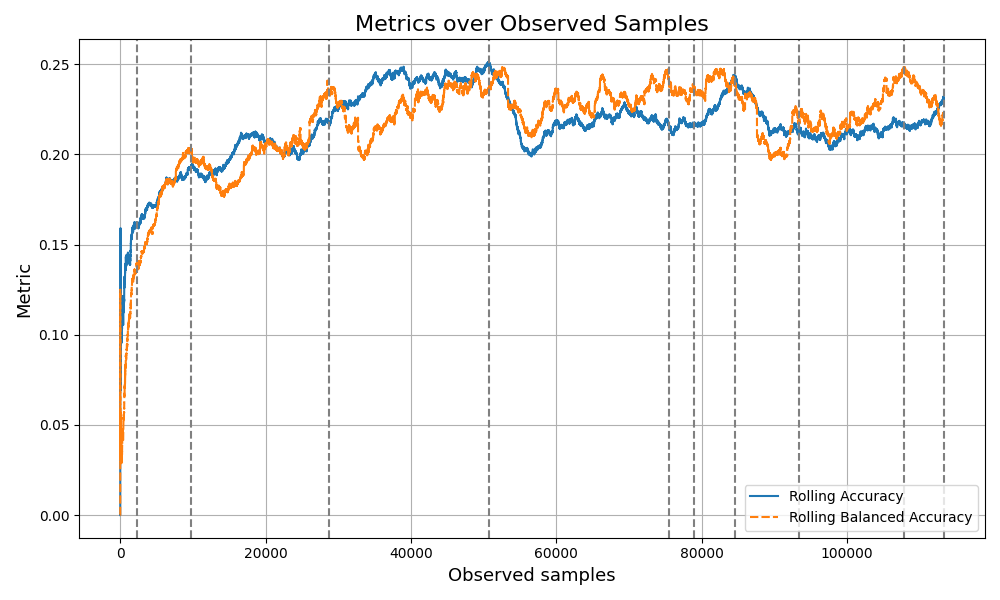 Metrics over Observed Samples
Metric
0.25
0.20
0.15
0.10
0.05
0.00
0
20000
40000
60000
80000
100000
Observed samples
Rolling Accuracy
Rolling Balanced Accuracy